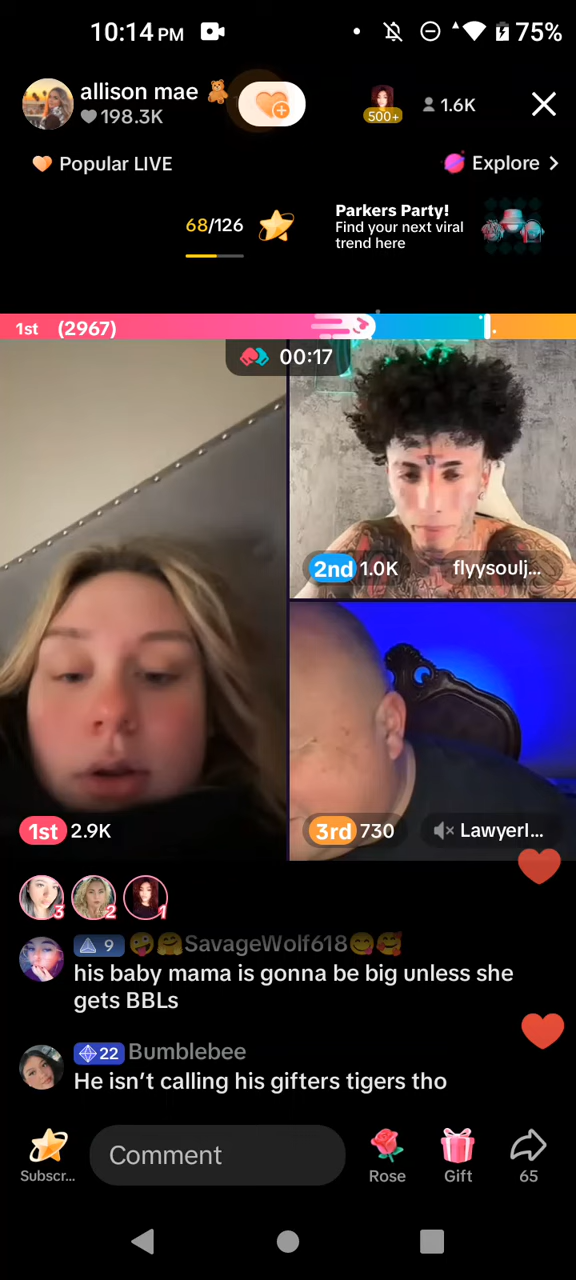 10:14 PM
75%
allison mae 🧸
198.3K
500+
1.6K
Popular LIVE
Explore >
68/126
Parkers Party!
Find your next viral
trend here
1st (2967)
00:17
2nd 1.0K
flyysoulj...
1st 2.9K
3rd 730
Lawyerl...
3
2
1
9 🤪🤗SavageWolf618😋🥰
his baby mama is gonna be big unless she
gets BBLs
22 Bumblebee
He isn't calling his gifters tigers tho
Subscr...
Comment
Rose
Gift
65